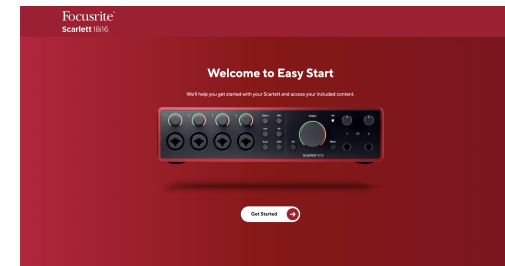 Focusrite®
Scarlett 18i16
Welcome to Easy Start
We'll help you get started with your Scarlett and access your included content.
Scarlett 18i16
Get Started